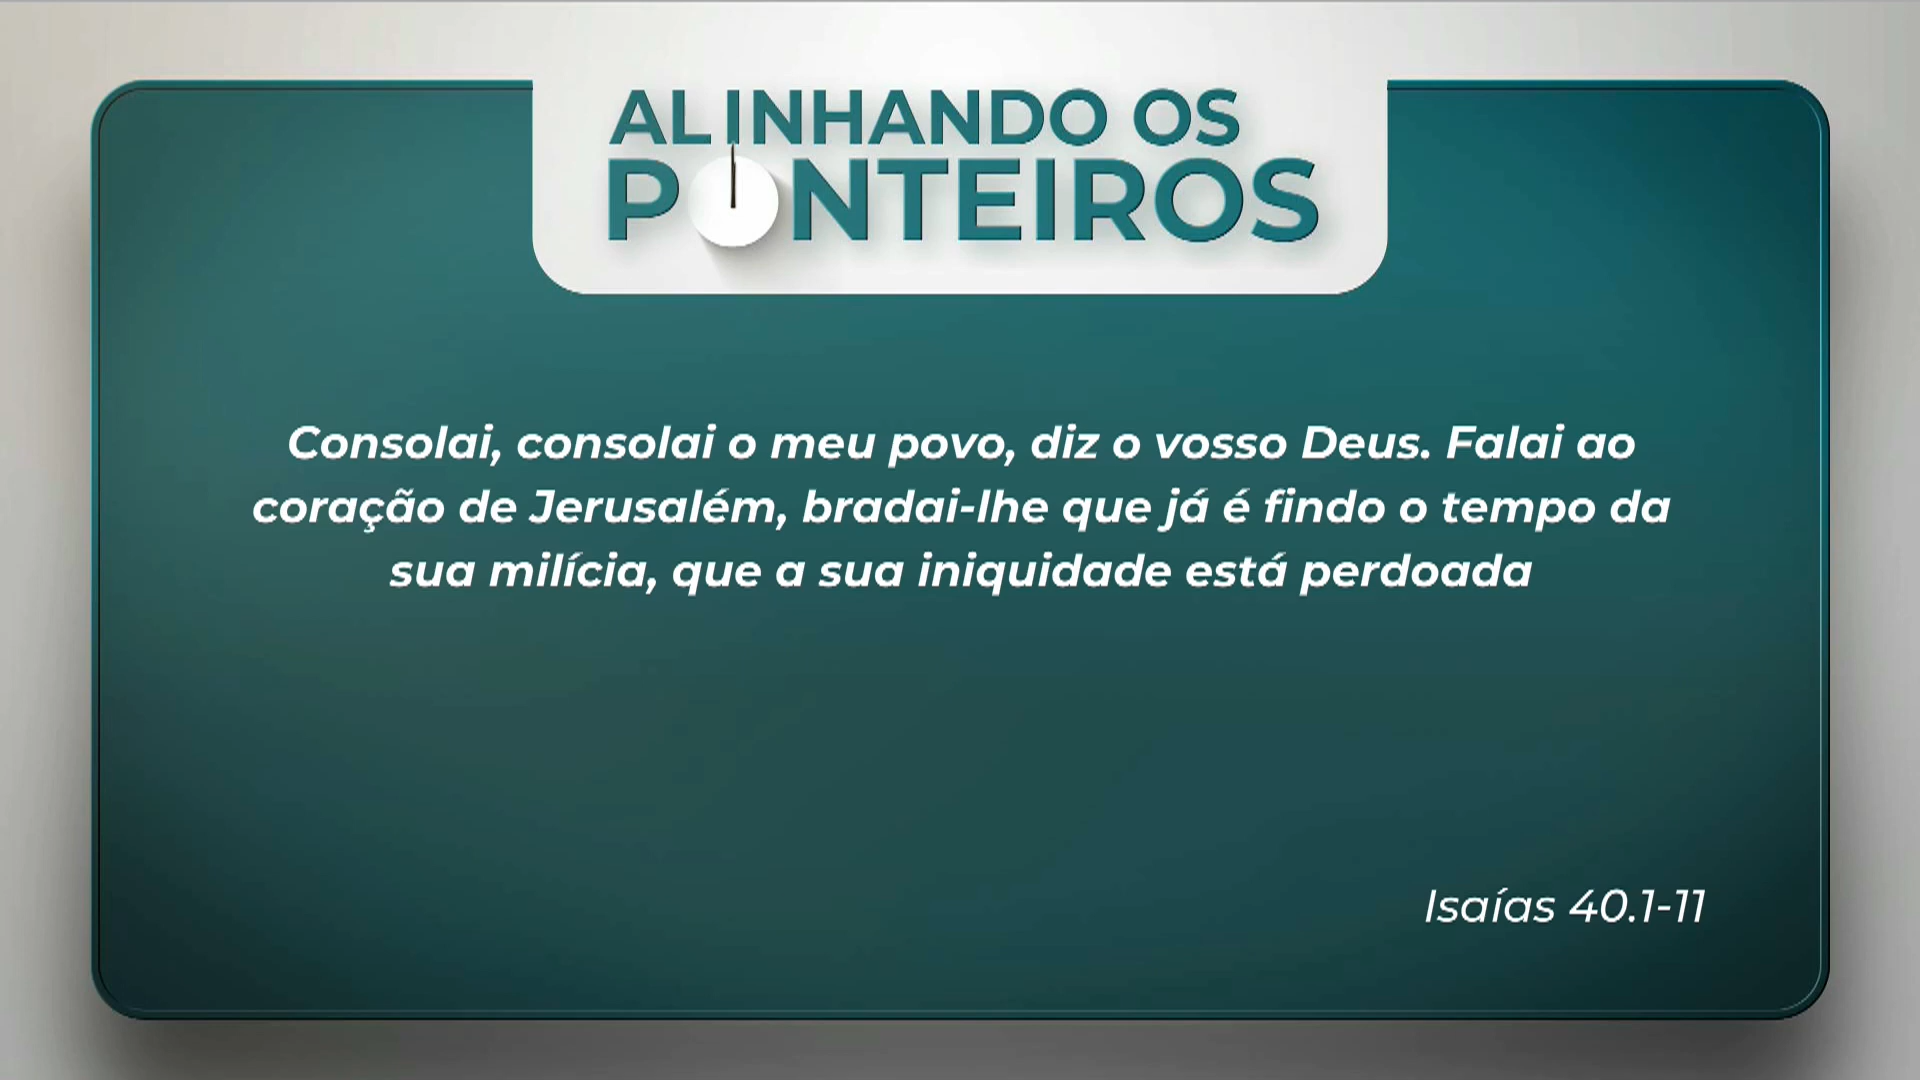 ALINHANDO OS
PONTEIROS
Consolai, consolai o meu povo, diz o vosso Deus. Falai ao
coração de Jerusalém, bradai-lhe que já é findo o tempo da
sua milícia, que a sua iniquidade está perdoada
Isaías 40.1-11